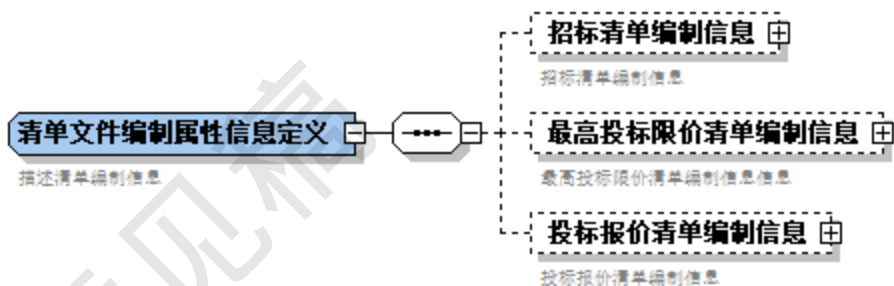 招标清单编制信息
招标清单编制信息
清单文件编制属性信息定义
描述清单编制信息
最高投标限价清单编制信息
最高投标限价清单编制信息信息
投标报价清单编制信息
投标报价清单编制信息
见稿